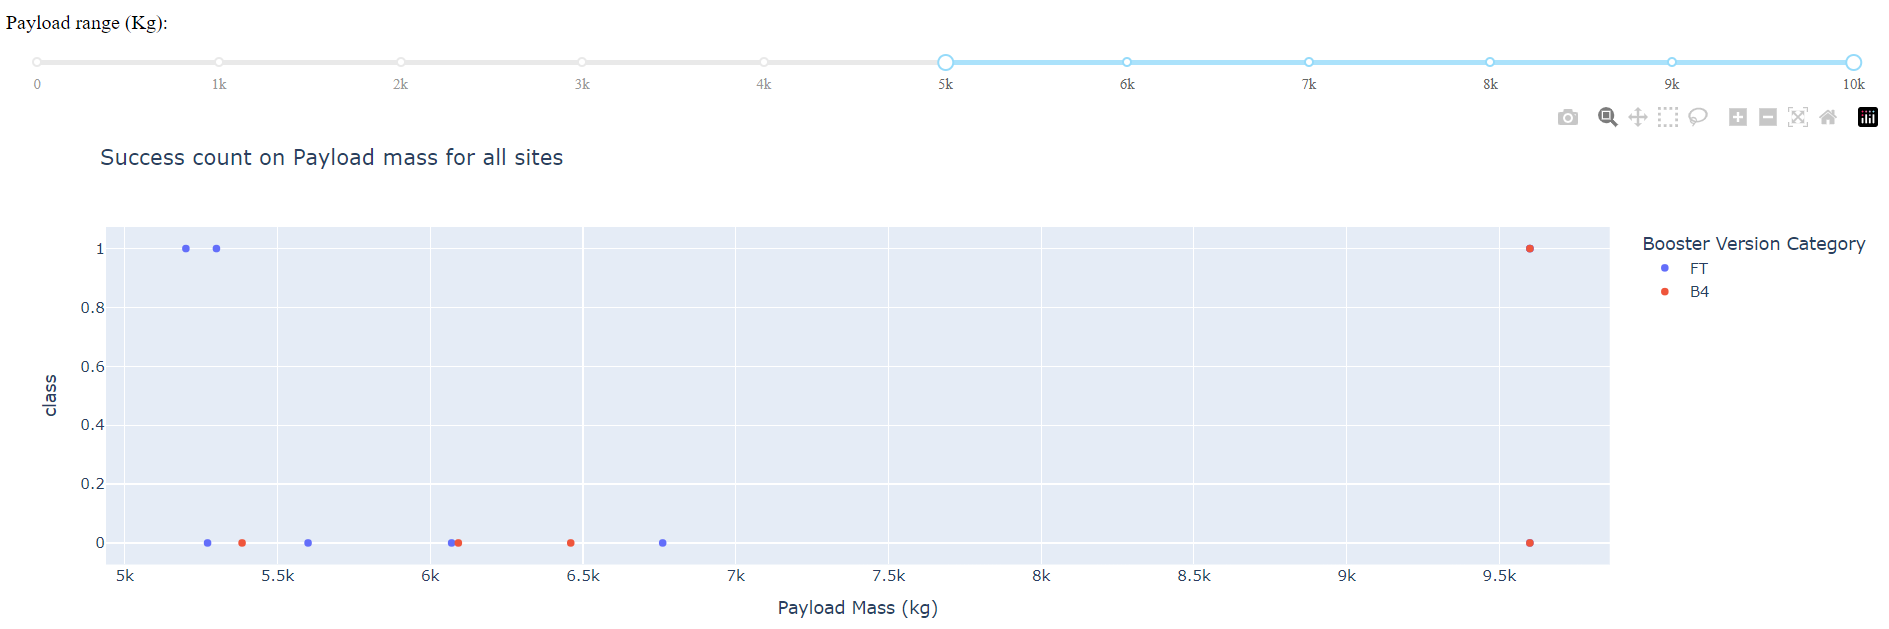 Payload range (Kg):
0 1k 2k 3k 4k 5k 6k 7k 8k 9k 10k
Success count on Payload mass for all sites
Booster Version Category
FT
B4
1
0.8
0.6
0.4
0.2
0
class
5k 5.5k 6k 6.5k 7k 7.5k 8k 8.5k 9k 9.5k
Payload Mass (kg)